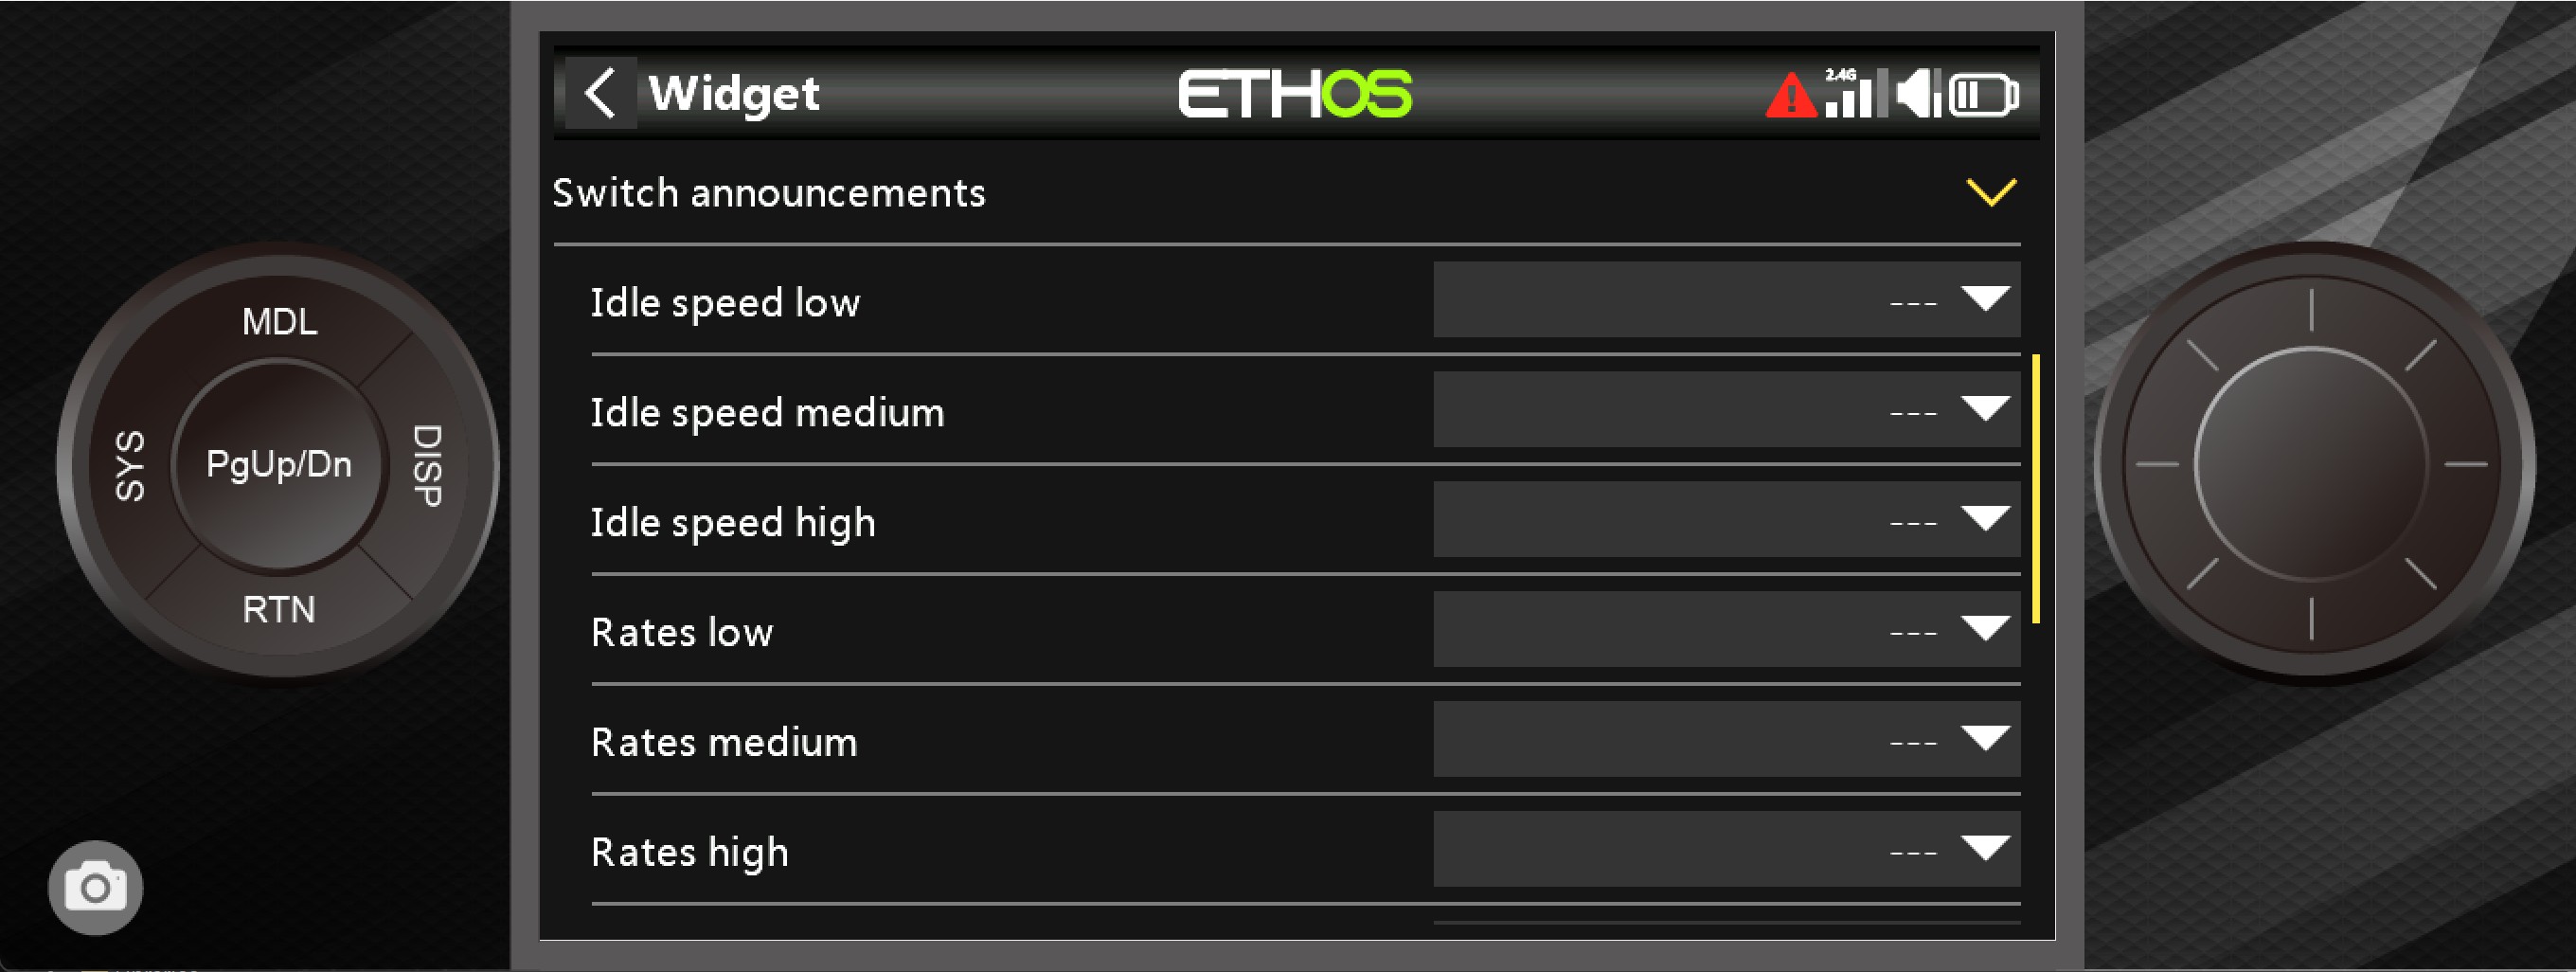 Widget
ETHOS
2.4G
Switch announcements
Idle speed low ---
Idle speed medium ---
Idle speed high ---
Rates low ---
Rates medium ---
Rates high ---
MDL
SYS
PgUp/Dn
DISP
RTN